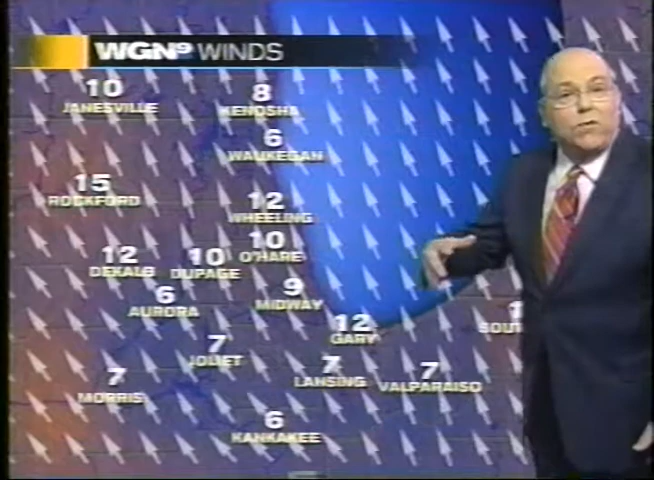 WGN9 WINDS
10
JANESVILLE
8
KENOSHA
6
WAUKEGAN
15
ROCKFORD
12
WHEELING
10
O'HARE
12
DEKALB
10
DUPAGE
9
MIDWAY
6
AURORA
12
GARY
7
JOLIET
7
LANSING
7
VALPARAISO
7
MORRIS
6
KANKAKEE